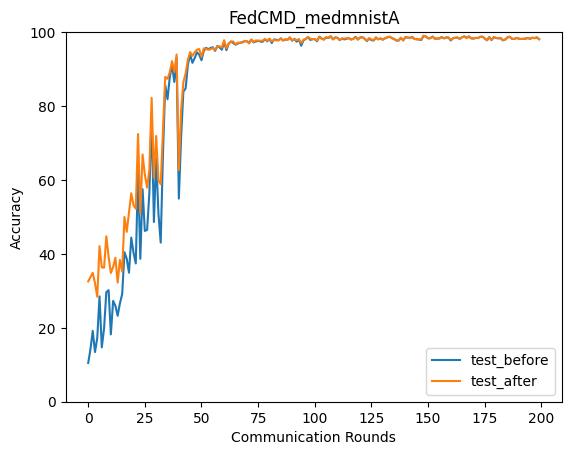 FedCMD_medmnistA
Accuracy
100
80
60
40
20
0
0 25 50 75 100 125 150 175 200
Communication Rounds
test_before
test_after